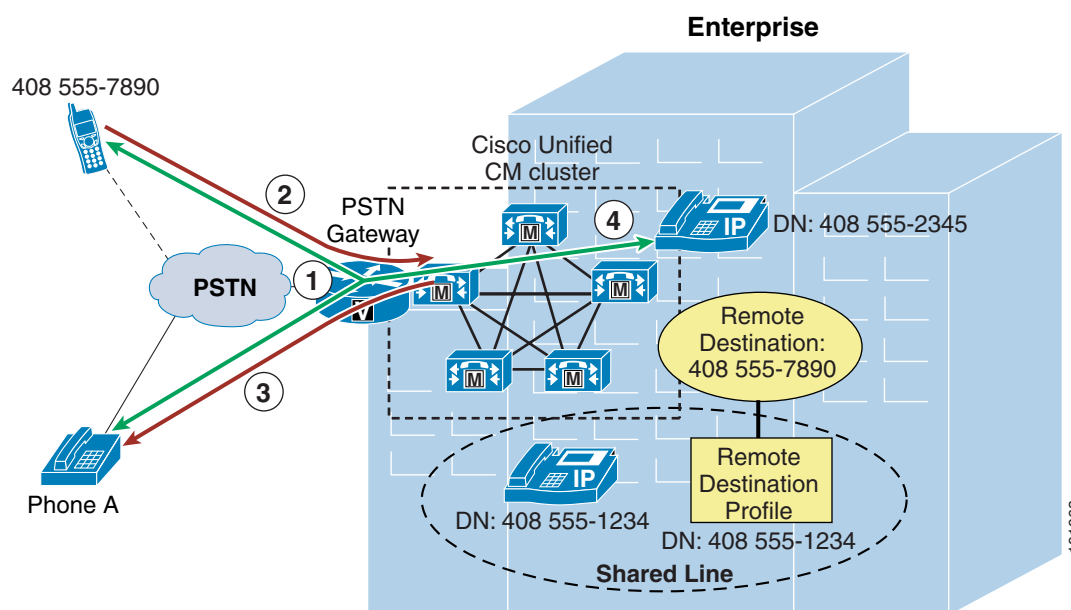 Enterprise
408 555-7890
Cisco Unified
CM cluster
2
PSTN
Gateway
4
IP
DN: 408 555-2345
M
1
PSTN
V
M
M
Remote
Destination:
408 555-7890
M
M
3
Phone A
IP
DN: 408 555-1234
Remote
Destination
Profile
DN: 408 555-1234
Shared Line